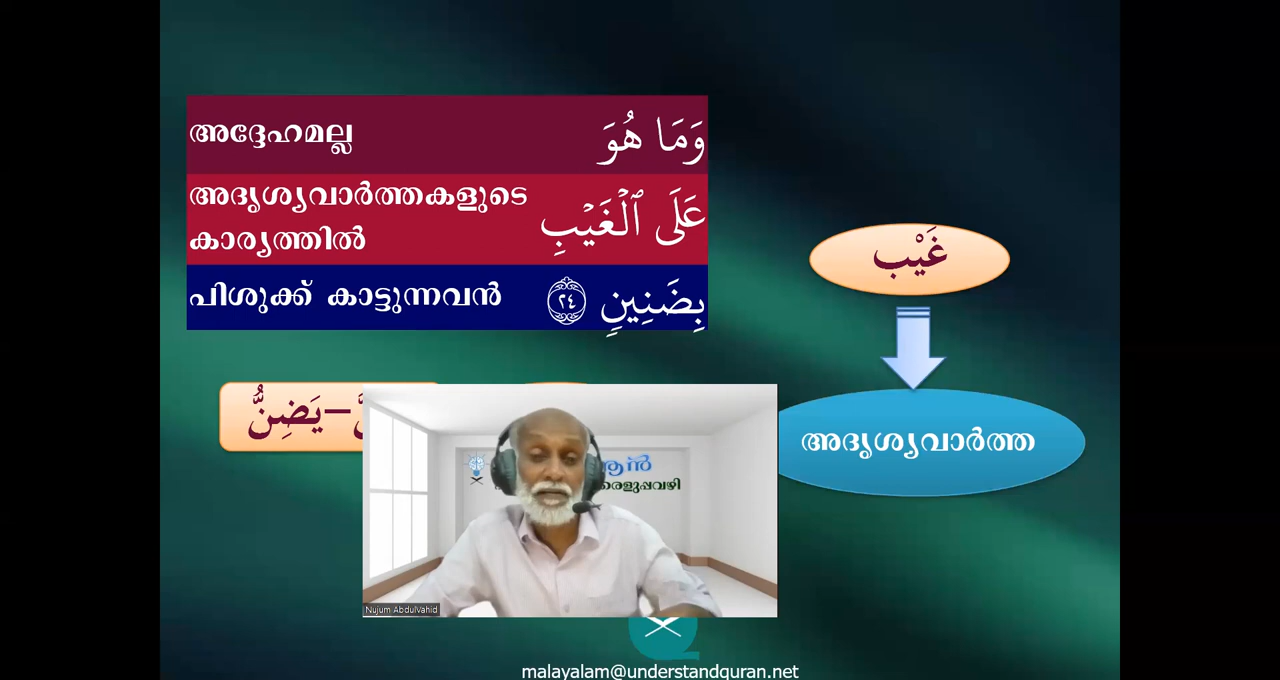 അദ്ദേഹമല്ല وَمَا هُوَ
അദൃശ്യവാർത്തകളുടെ
കാര്യത്തിൽ عَلَى ٱلْغَيْبِ
പിശുക്ക് കാട്ടുന്നവൻ بِضَنِينٍ ٢٤
غَيْب
അദൃശ്യവാർത്ത
يَضِنُّ
Nujum AbdulVahid
malayalam@understandquran.net